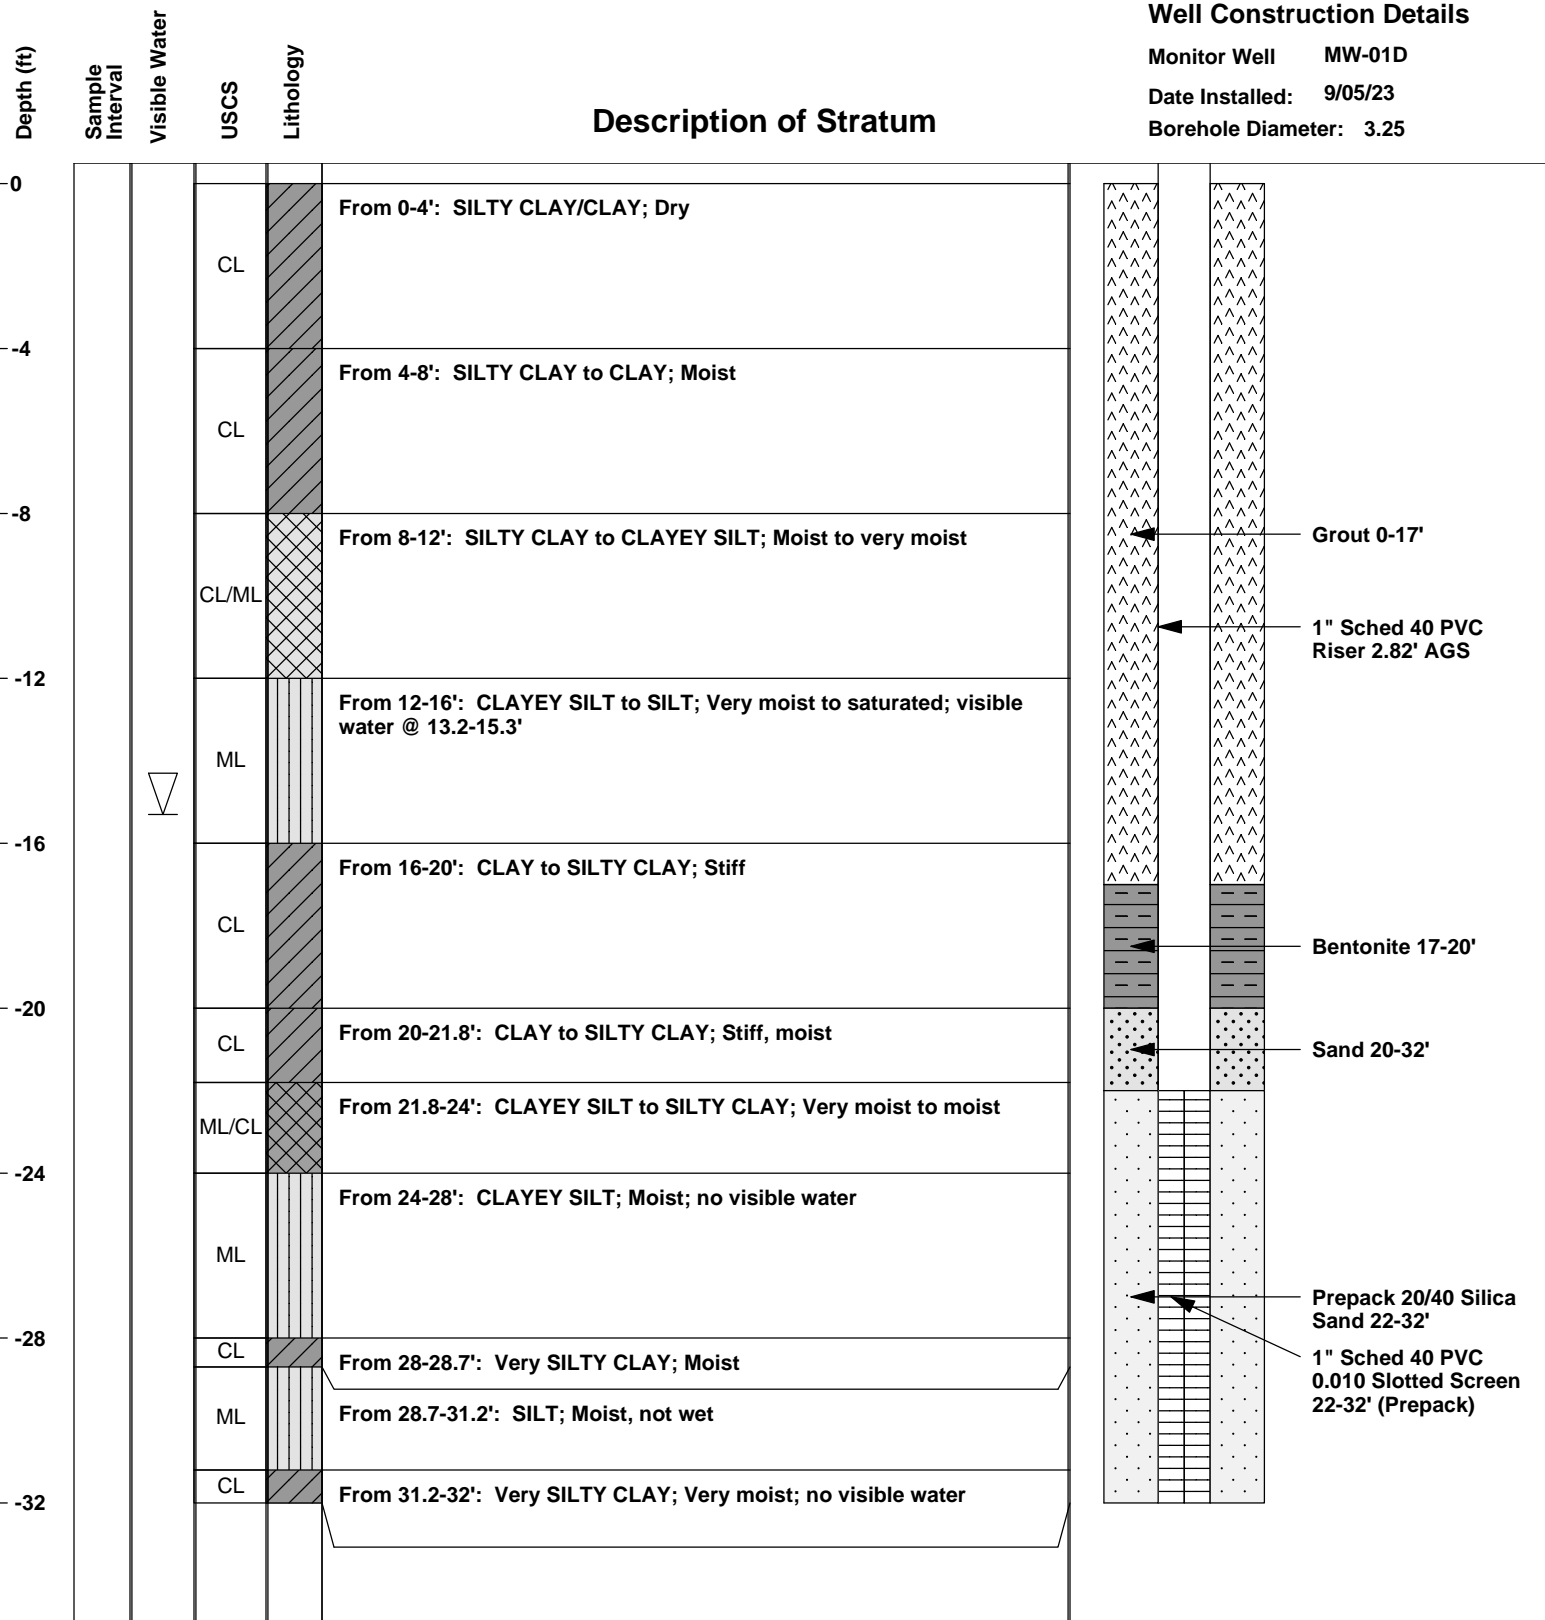 Well Construction Details
Monitor Well MW-01D
Date Installed: 9/05/23
Borehole Diameter: 3.25
Depth (ft)
Sample
Interval
Visible Water
USCS
Lithology
Description of Stratum
0
CL
From 0-4': SILTY CLAY/CLAY; Dry
-4
CL
From 4-8': SILTY CLAY to CLAY; Moist
-8
CL/ML
From 8-12': SILTY CLAY to CLAYEY SILT; Moist to very moist
Grout 0-17'
1" Sched 40 PVC
Riser 2.82' AGS
-12
ML
From 12-16': CLAYEY SILT to SILT; Very moist to saturated; visible
water @ 13.2-15.3'
-16
CL
From 16-20': CLAY to SILTY CLAY; Stiff
Bentonite 17-20'
-20
CL
From 20-21.8': CLAY to SILTY CLAY; Stiff, moist
Sand 20-32'
ML/CL
From 21.8-24': CLAYEY SILT to SILTY CLAY; Very moist to moist
-24
ML
From 24-28': CLAYEY SILT; Moist; no visible water
Prepack 20/40 Silica
Sand 22-32'
-28
CL
From 28-28.7': Very SILTY CLAY; Moist
1" Sched 40 PVC
0.010 Slotted Screen
22-32' (Prepack)
ML
From 28.7-31.2': SILT; Moist, not wet
CL
From 31.2-32': Very SILTY CLAY; Very moist; no visible water
-32